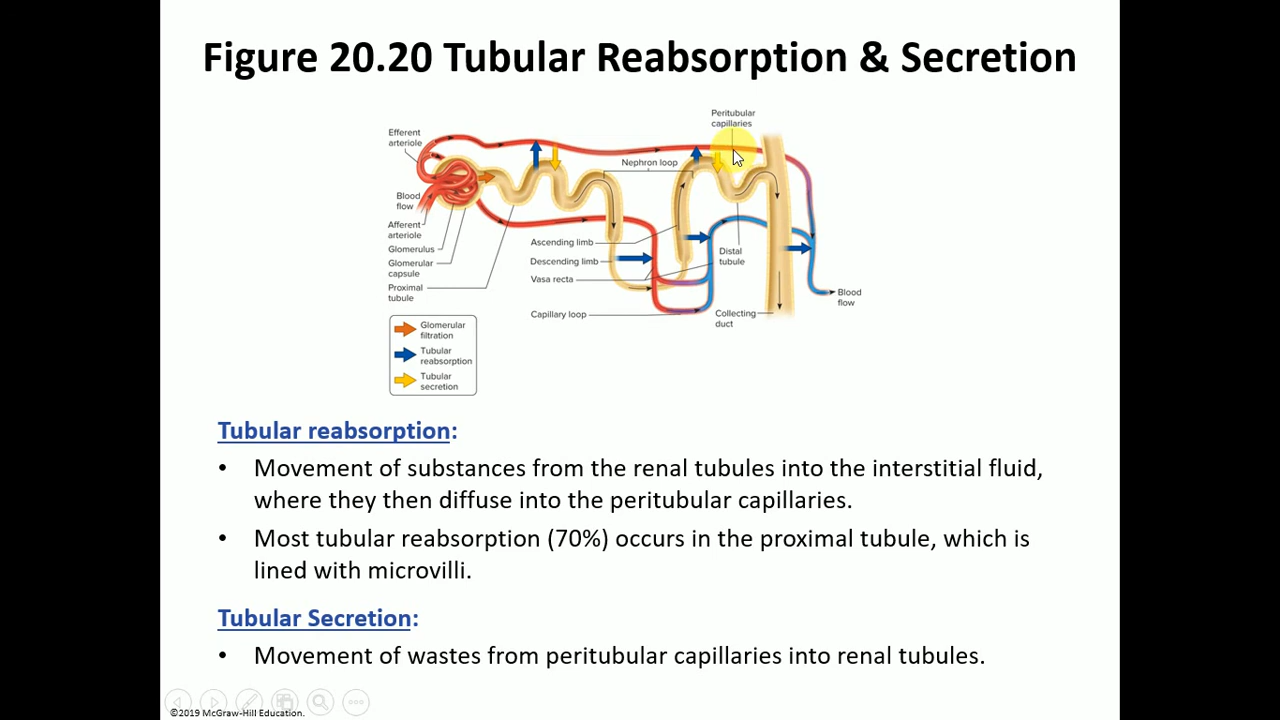 Figure 20.20 Tubular Reabsorption & Secretion
Peritubular
capillaries
Efferent
arteriole
Nephron loop
Blood
flow
Afferent
arteriole
Glomerulus
Glomerular
capsule
Proximal
tubule
Ascending limb
Descending limb
Vasa recta
Capillary loop
Distal
tubule
Collecting
duct
Blood
flow
Glomerular
filtration
Tubular
reabsorption
Tubular
secretion
Tubular reabsorption:
• Movement of substances from the renal tubules into the interstitial fluid,
where they then diffuse into the peritubular capillaries.
• Most tubular reabsorption (70%) occurs in the proximal tubule, which is
lined with microvilli.
Tubular Secretion:
• Movement of wastes from peritubular capillaries into renal tubules.
©2019 McGraw-Hill Education.